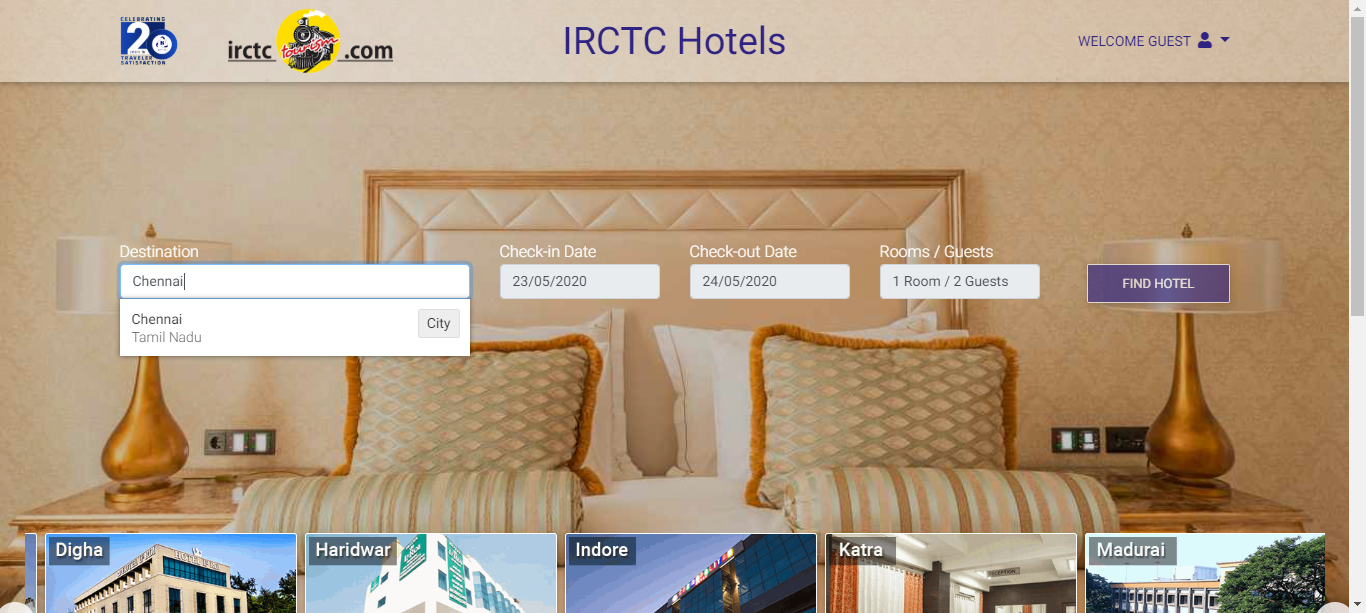 CELEBRATING
20
TRAVELER
SATISFACTION
irctc tourism .com
IRCTC Hotels
WELCOME GUEST
Destination
Check-in Date
Check-out Date
Rooms / Guests
Chennai
23/05/2020
24/05/2020
1 Room / 2 Guests
FIND HOTEL
Chennai
City
Tamil Nadu
Digha
Haridwar
Indore
Katra
Madurai
RECEPTION